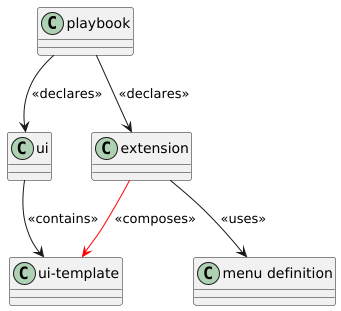 C playbook
«declares»
«declares»
C ui
C extension
«contains»
«composes»
«uses»
C ui-template
C menu definition